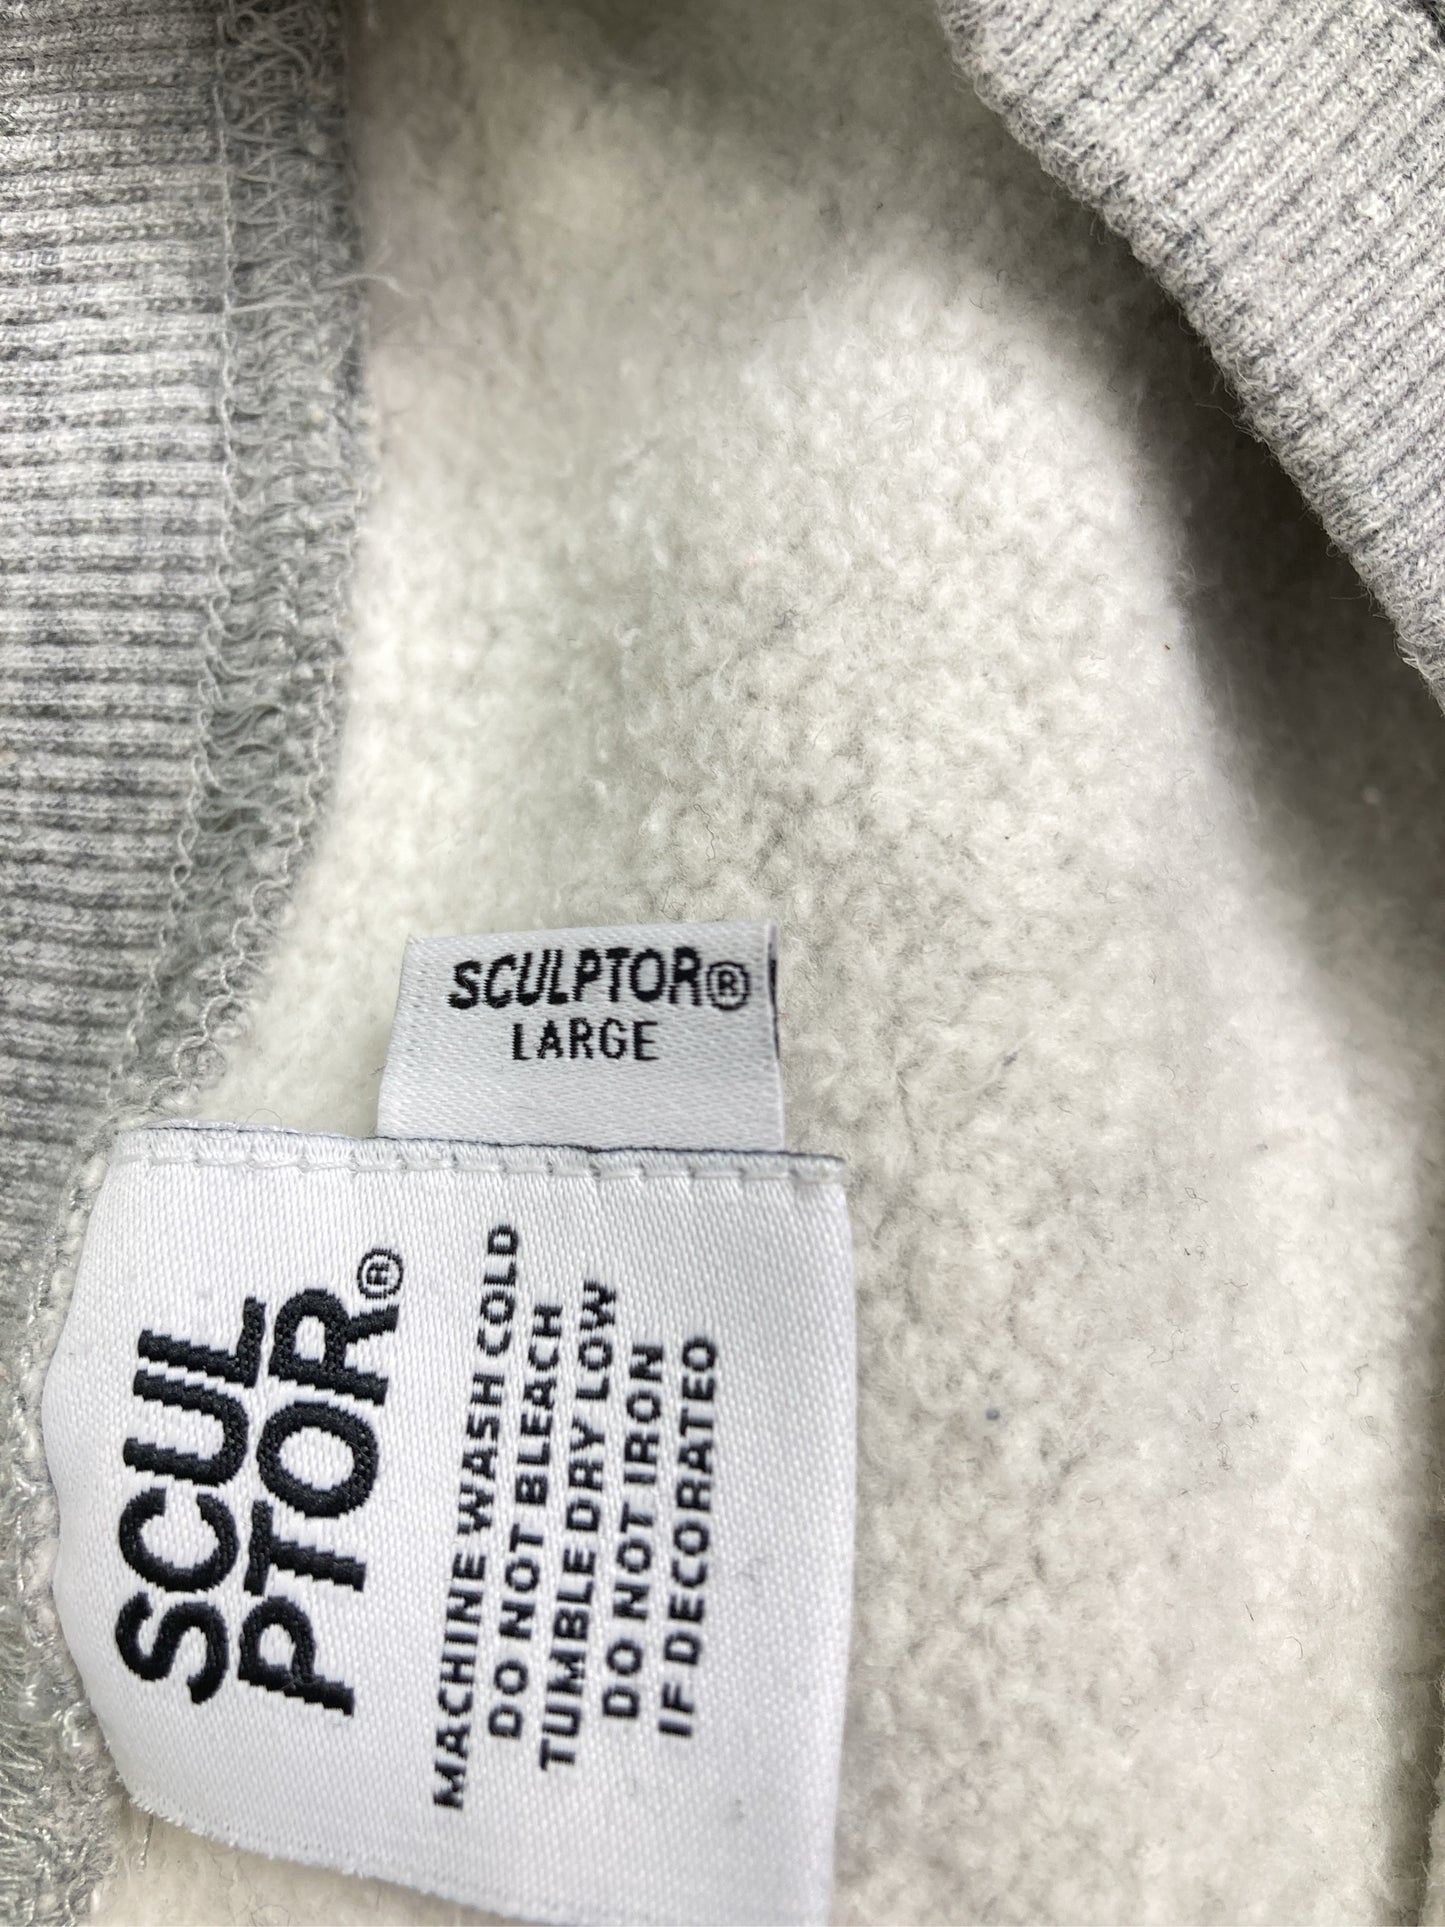 SCULPTOR®
LARGE
SCUL
PTOR®
MACHINE WASH COLD
DO NOT BLEACH
TUMBLE DRY LOW
DO NOT IRON
IF DECORATED